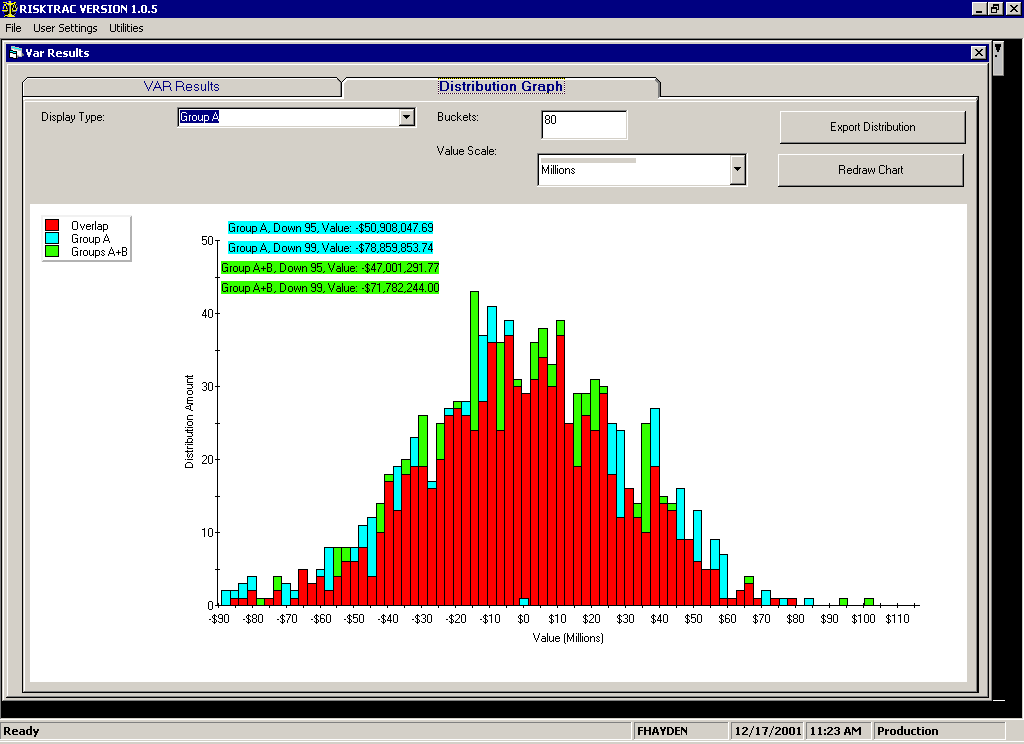 RISKTRAC VERSION 1.0.5
File User Settings Utilities
Var Results
VAR Results Distribution Graph
Display Type: Group A Buckets: 80 Export Distribution
Value Scale: Millions Redraw Chart
Overlap
Group A
Groups A+B
Group A, Down 95, Value: -$50,908,047.69
Group A, Down 99, Value: -$78,859,853.74
Group A+B, Down 95, Value: -$47,001,291.77
Group A+B, Down 99, Value: -$71,782,244.00
50
40
30
20
10
0
Distribution Amount
-$90 -$80 -$70 -$60 -$50 -$40 -$30 -$20 -$10 $0 $10 $20 $30 $40 $50 $60 $70 $80 $90 $100 $110
Value (Millions)
Ready FHAYDEN 12/17/2001 11:23 AM Production